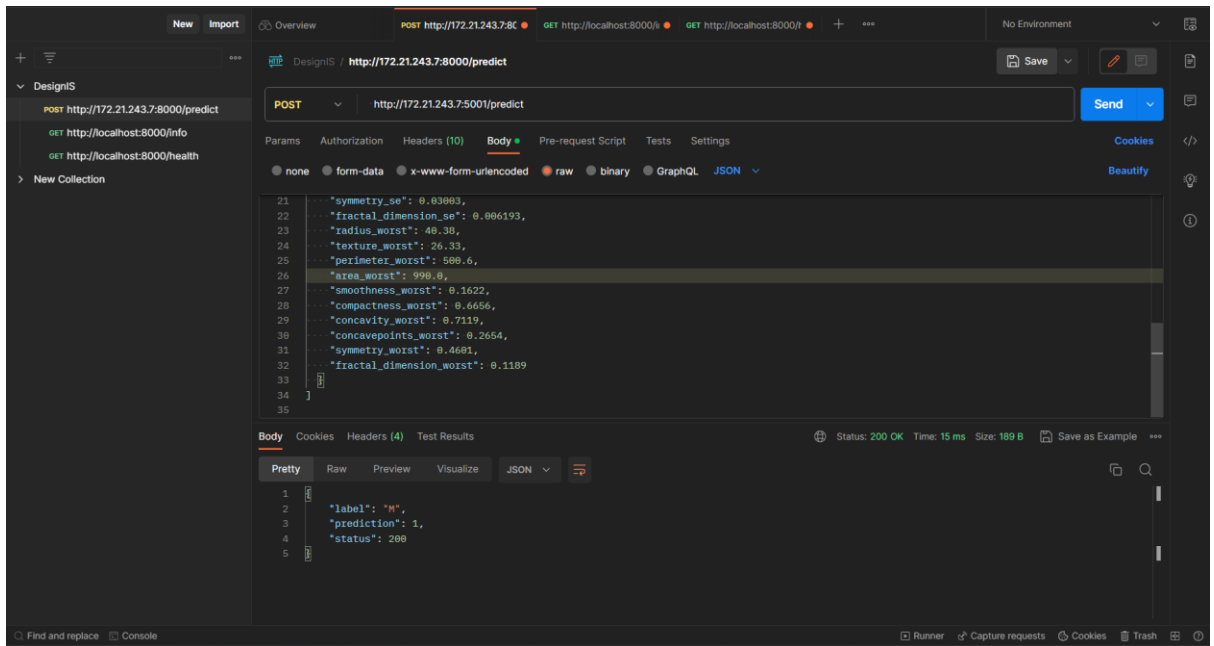 New Import Overview POST http://172.21.243.7:80 GET http://localhost:8000/i GET http://localhost:8000/h No Environment
DesignIS / http://172.21.243.7:8000/predict Save
DesignIS
POST http://172.21.243.7:8000/predict
GET http://localhost:8000/info
GET http://localhost:8000/health
New Collection
POST http://172.21.243.7:5001/predict Send
Params Authorization Headers (10) Body Pre-request Script Tests Settings Cookies
none form-data x-www-form-urlencoded raw binary GraphQL JSON Beautify
21 "symmetry_se": 0.03003,
22 "fractal_dimension_se": 0.006193,
23 "radius_worst": 40.38,
24 "texture_worst": 26.33,
25 "perimeter_worst": 500.6,
26 "area_worst": 990.0,
27 "smoothness_worst": 0.1622,
28 "compactness_worst": 0.6656,
29 "concavity_worst": 0.7119,
30 "concavepoints_worst": 0.2654,
31 "symmetry_worst": 0.4601,
32 "fractal_dimension_worst": 0.1189
33 }
34 ]
35
Body Cookies Headers (4) Test Results Status: 200 OK Time: 15 ms Size: 189 B Save as Example
Pretty Raw Preview Visualize JSON
1 {
2 "label": "M",
3 "prediction": 1,
4 "status": 200
5 }
Find and replace Console Runner Capture requests Cookies Trash